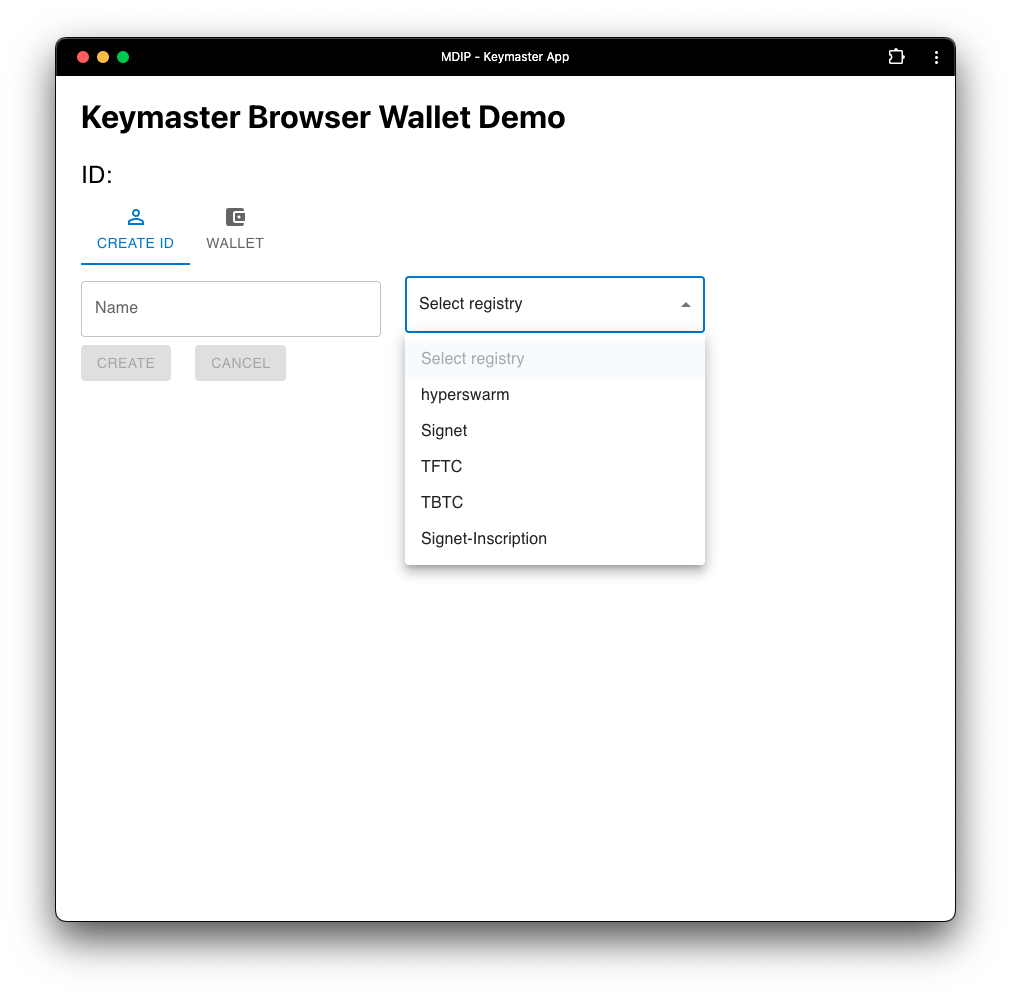 MDIP - Keymaster App
Keymaster Browser Wallet Demo
ID:
CREATE ID
WALLET
Name
Select registry
CREATE
CANCEL
Select registry
hyperswarm
Signet
TFTC
TBTC
Signet-Inscription